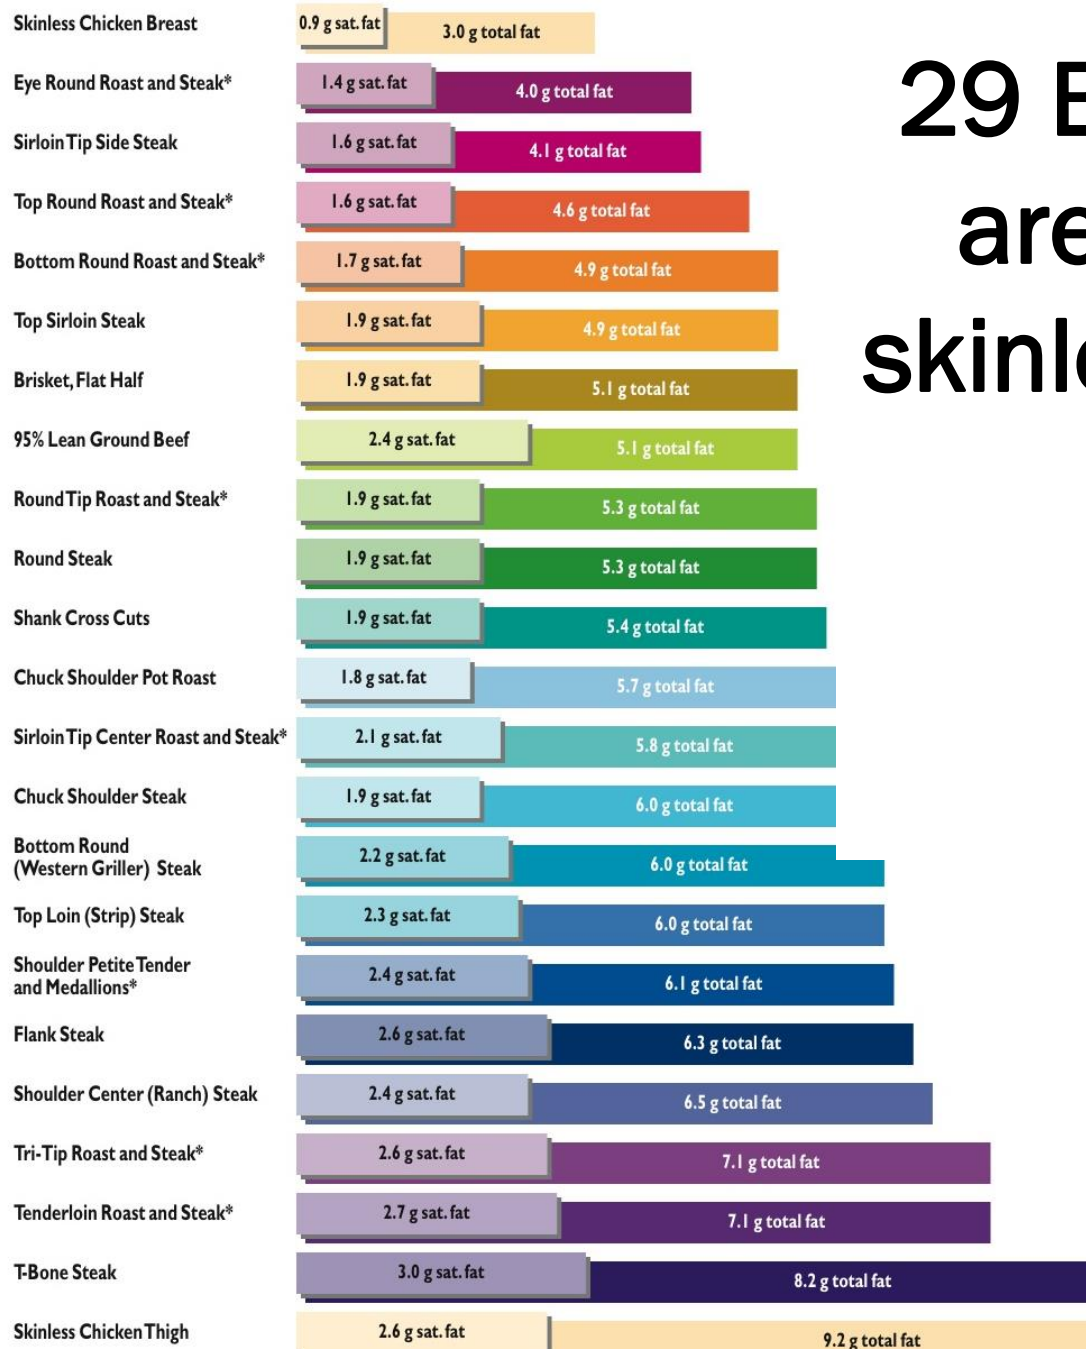 Skinless Chicken Breast 0.9 g sat. fat 3.0 g total fat
Eye Round Roast and Steak* 1.4 g sat. fat 4.0 g total fat
Sirloin Tip Side Steak 1.6 g sat. fat 4.1 g total fat
Top Round Roast and Steak* 1.6 g sat. fat 4.6 g total fat
Bottom Round Roast and Steak* 1.7 g sat. fat 4.9 g total fat
Top Sirloin Steak 1.9 g sat. fat 4.9 g total fat
Brisket, Flat Half 1.9 g sat. fat 5.1 g total fat
95% Lean Ground Beef 2.4 g sat. fat 5.1 g total fat
Round Tip Roast and Steak* 1.9 g sat. fat 5.3 g total fat
Round Steak 1.9 g sat. fat 5.3 g total fat
Shank Cross Cuts 1.9 g sat. fat 5.4 g total fat
Chuck Shoulder Pot Roast 1.8 g sat. fat 5.7 g total fat
Sirloin Tip Center Roast and Steak* 2.1 g sat. fat 5.8 g total fat
Chuck Shoulder Steak 1.9 g sat. fat 6.0 g total fat
Bottom Round
(Western Griller) Steak 2.2 g sat. fat 6.0 g total fat
Top Loin (Strip) Steak 2.3 g sat. fat 6.0 g total fat
Shoulder Petite Tender
and Medallions* 2.4 g sat. fat 6.1 g total fat
Flank Steak 2.6 g sat. fat 6.3 g total fat
Shoulder Center (Ranch) Steak 2.4 g sat. fat 6.5 g total fat
Tri-Tip Roast and Steak* 2.6 g sat. fat 7.1 g total fat
Tenderloin Roast and Steak* 2.7 g sat. fat 7.1 g total fat
T-Bone Steak 3.0 g sat. fat 8.2 g total fat
Skinless Chicken Thigh 2.6 g sat. fat 9.2 g total fat
29
are